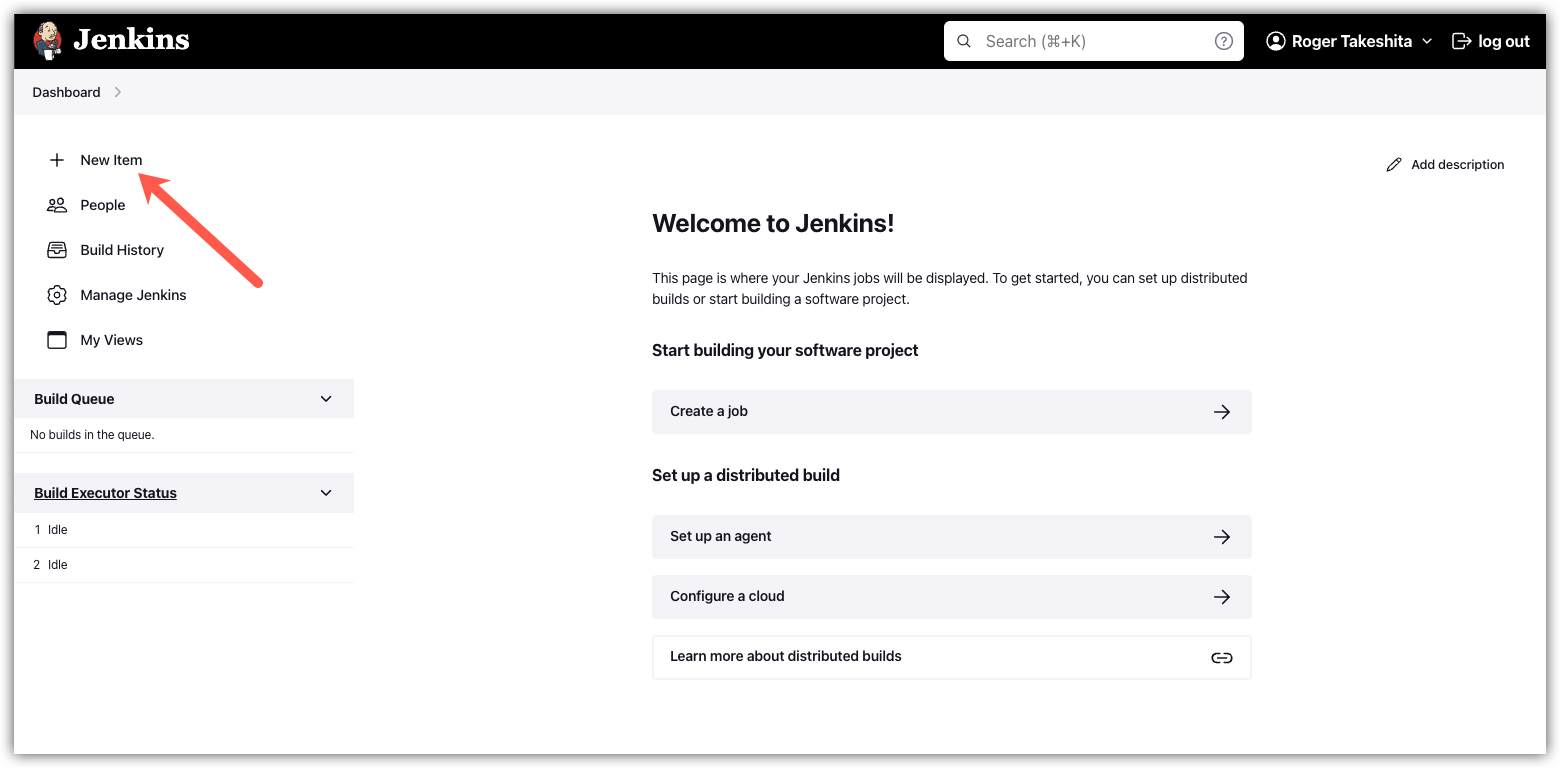 Jenkins
Search (⌘+K)
Roger Takeshita
log out
Dashboard
New Item
People
Build History
Manage Jenkins
My Views
Build Queue
No builds in the queue.
Build Executor Status
1 Idle
2 Idle
Add description
Welcome to Jenkins!
This page is where your Jenkins jobs will be displayed. To get started, you can set up distributed
builds or start building a software project.
Start building your software project
Create a job
Set up a distributed build
Set up an agent
Configure a cloud
Learn more about distributed builds